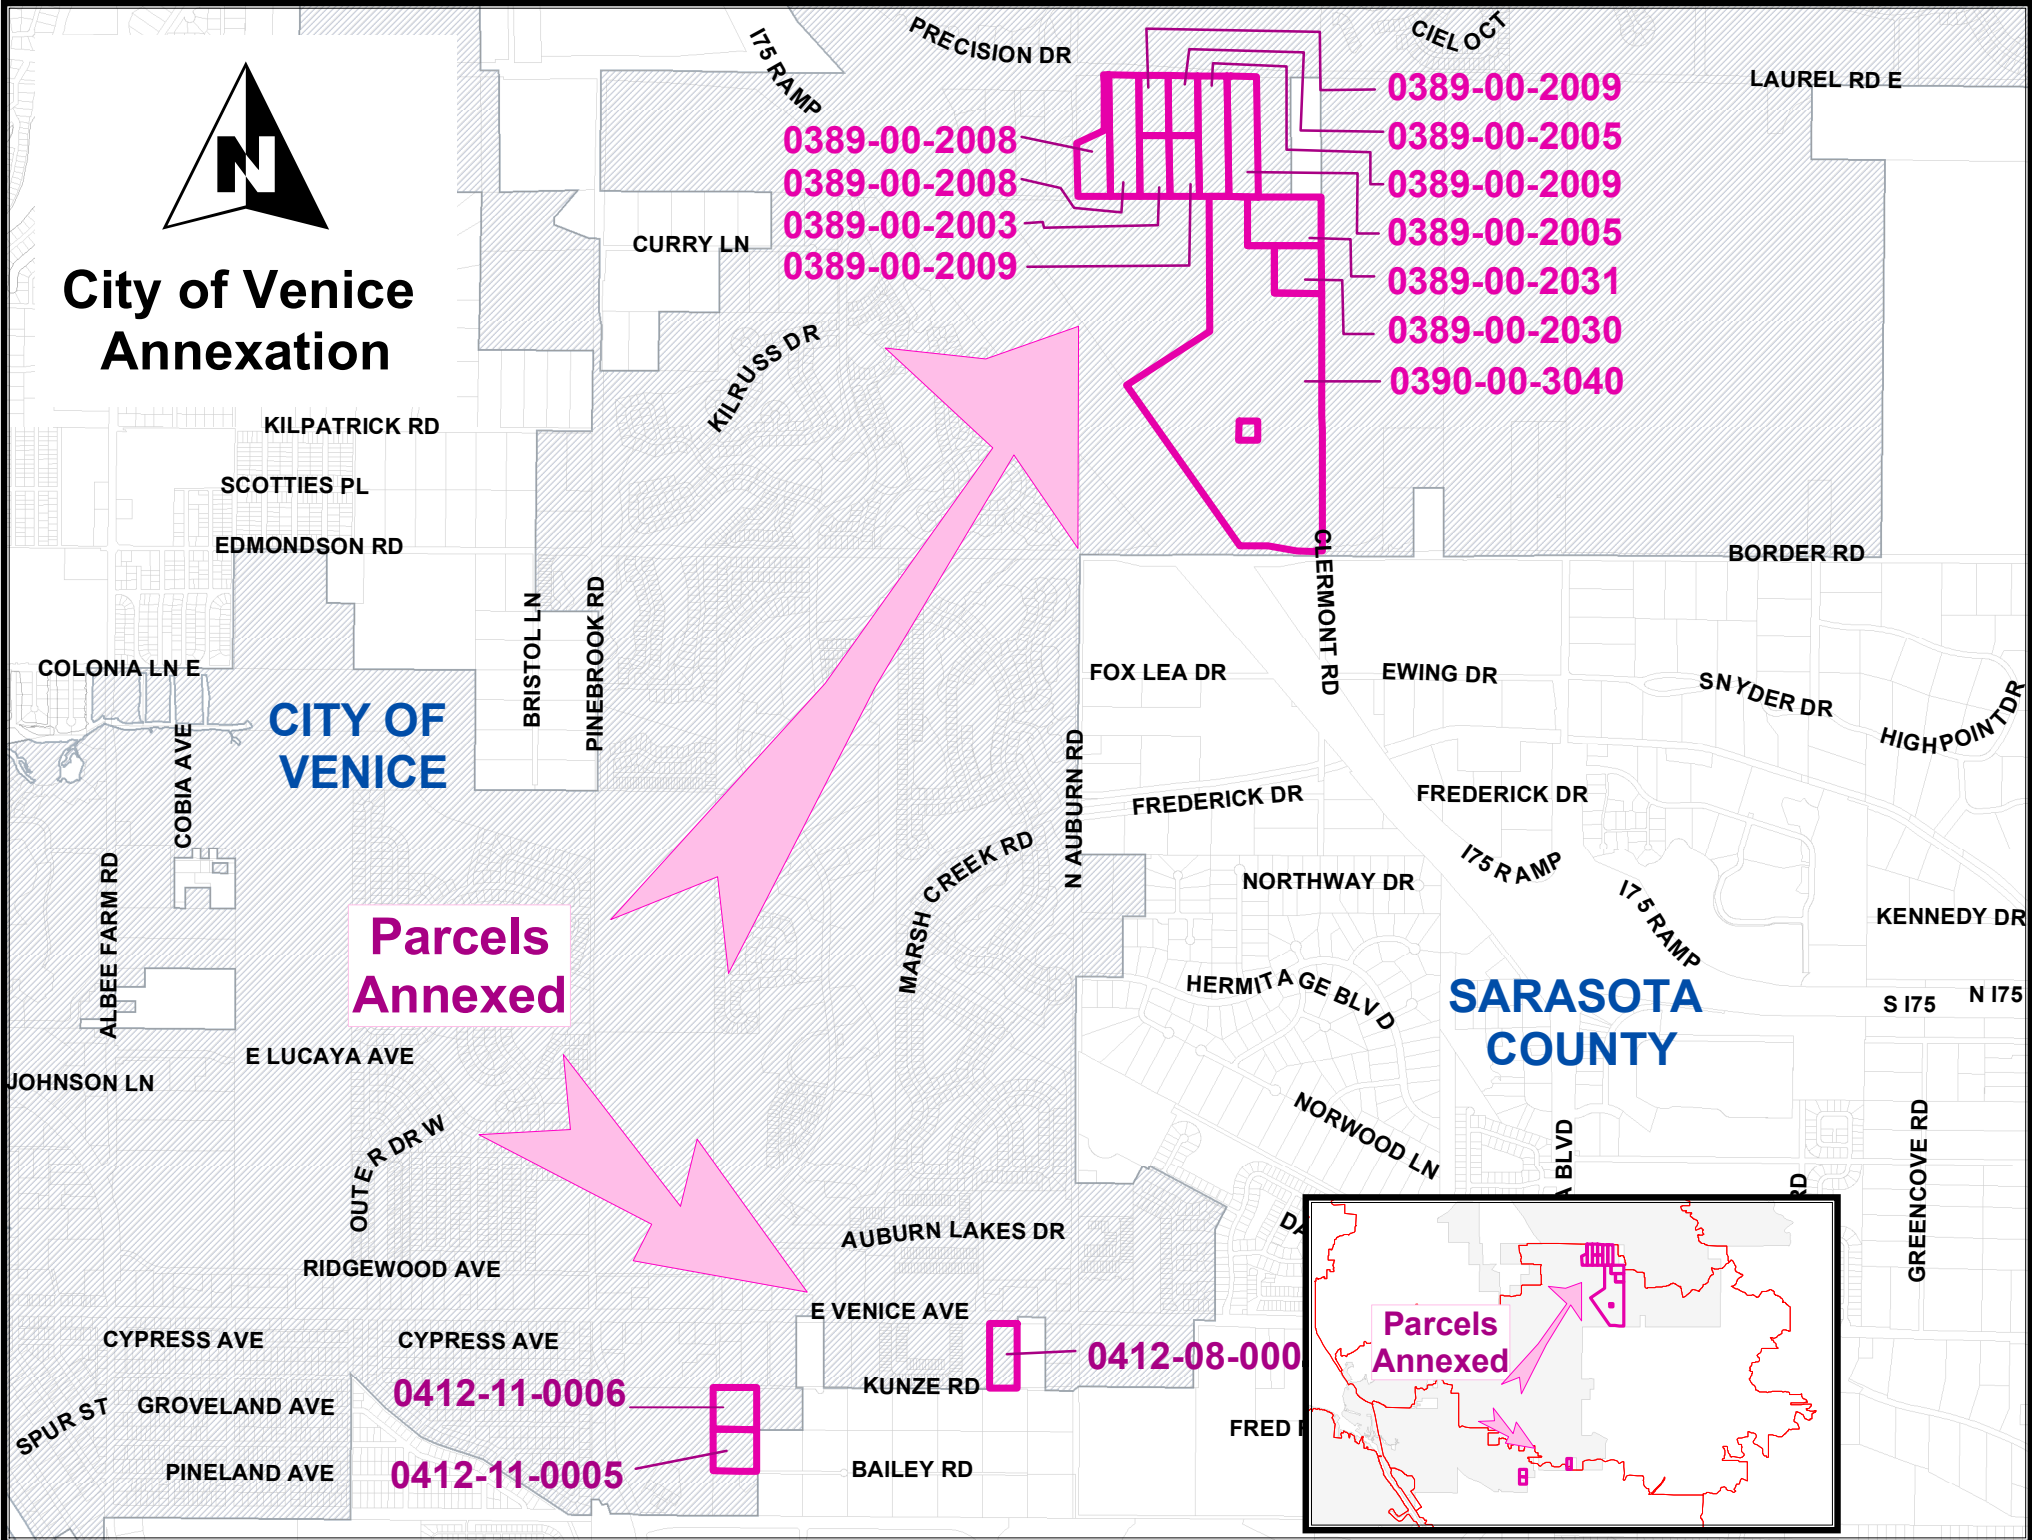 PRECISION DR
CIELO CT
I75 RAMP
LAUREL RD E
0389-00-2009
0389-00-2005
0389-00-2009
0389-00-2005
0389-00-2031
0389-00-2030
0390-00-3040
0389-00-2008
0389-00-2008
0389-00-2003
0389-00-2009
N
City of Venice
Annexation
CURRY LN
KILRUSS DR
KILPATRICK RD
SCOTTIES PL
EDMONDSON RD
BORDER RD
CLERMONT RD
BRISTOL LN
PINEBROOK RD
COLONIA LN E
FOX LEA DR
EWING DR
SNYDER DR
HIGHPOINT DR
CITY OF
VENICE
COBIA AVE
N AUBURN RD
FREDERICK DR
FREDERICK DR
I75 RAMP
I75 RAMP
MARSH CREEK RD
NORTHWAY DR
KENNEDY DR
ALBEE FARM RD
Parcels
Annexed
HERMITAGE BLVD
SARASOTA
COUNTY
S I75
N I75
E LUCAYA AVE
JOHNSON LN
OUTER DR W
NORWOOD LN
A BLVD
RD
GREENCOVE RD
DA
AUBURN LAKES DR
RIDGEWOOD AVE
E VENICE AVE
CYPRESS AVE
CYPRESS AVE
0412-08-000
KUNZE RD
0412-11-0006
GROVELAND AVE
SPUR ST
FRED
PINELAND AVE
0412-11-0005
BAILEY RD
Parcels
Annexed